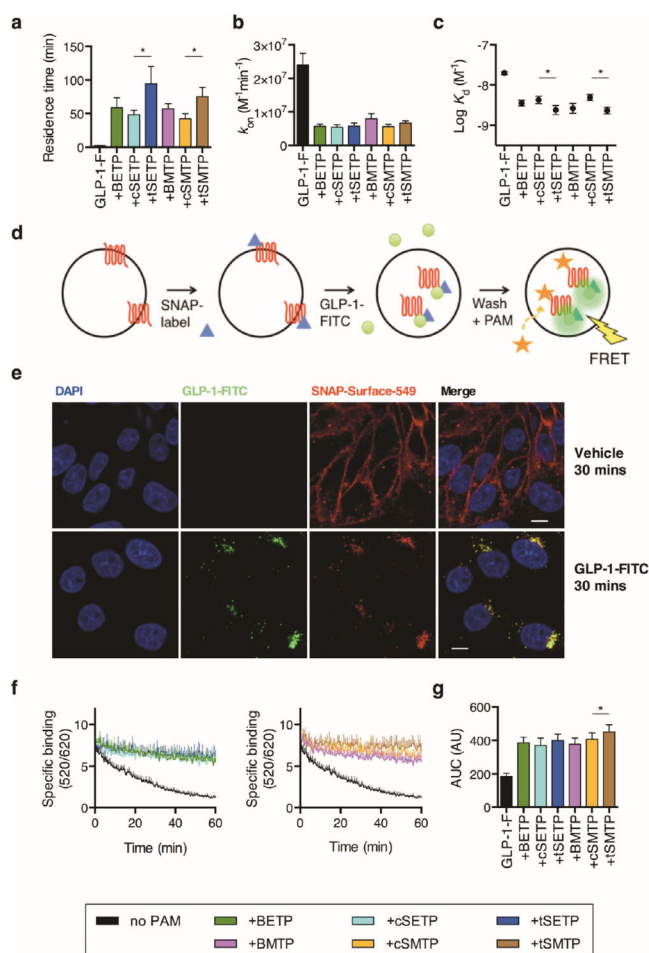 a
b
c
Residence time (min)
150
100
50
0
*
*
GLP-1-F
+BETP
+cSETP
+tSETP
+BMTP
+cSMTP
+tSMTP
kon (M-1min-1)
3×10⁷
2×10⁷
1×10⁷
0
GLP-1-F
+BETP
+cSETP
+tSETP
+BMTP
+cSMTP
+tSMTP
Log Kd (M-1)
-7
-8
-9
*
*
GLP-1-F
+BETP
+cSETP
+tSETP
+BMTP
+cSMTP
+tSMTP
d
SNAP-
label
GLP-1-
FITC
Wash
+ PAM
FRET
e
DAPI
GLP-1-FITC
SNAP-Surface-549
Merge
Vehicle
30 mins
GLP-1-FITC
30 mins
f
g
Specific binding
(520/620)
10
5
0
0
20
40
60
Time (min)
Specific binding
(520/620)
10
5
0
0
20
40
60
Time (min)
AUC (AU)
600
400
200
0
*
GLP-1-F
+BETP
+cSETP
+tSETP
+BMTP
+cSMTP
+tSMTP
no PAM
+BETP
+cSETP
+tSETP
+BMTP
+cSMTP
+tSMTP